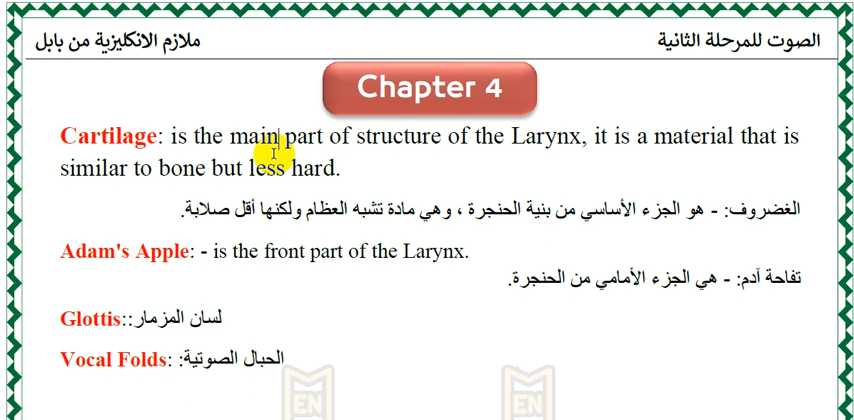 الصوت للمرحلة الثانية
ملازم الانكليزية من بابل
Chapter 4
Cartilage: is the main part of structure of the Larynx, it is a material that is
similar to bone but less hard.
الغضروف: - هو الجزء الأساسي من بنية الحنجرة ، وهي مادة تشبه العظام ولكنها أقل صلابة.
Adam's Apple: - is the front part of the Larynx.
تفاحة آدم: - هي الجزء الأمامي من الحنجرة.
Glottis:: لسان المزمار
Vocal Folds: : الحبال الصوتية
EN
EN